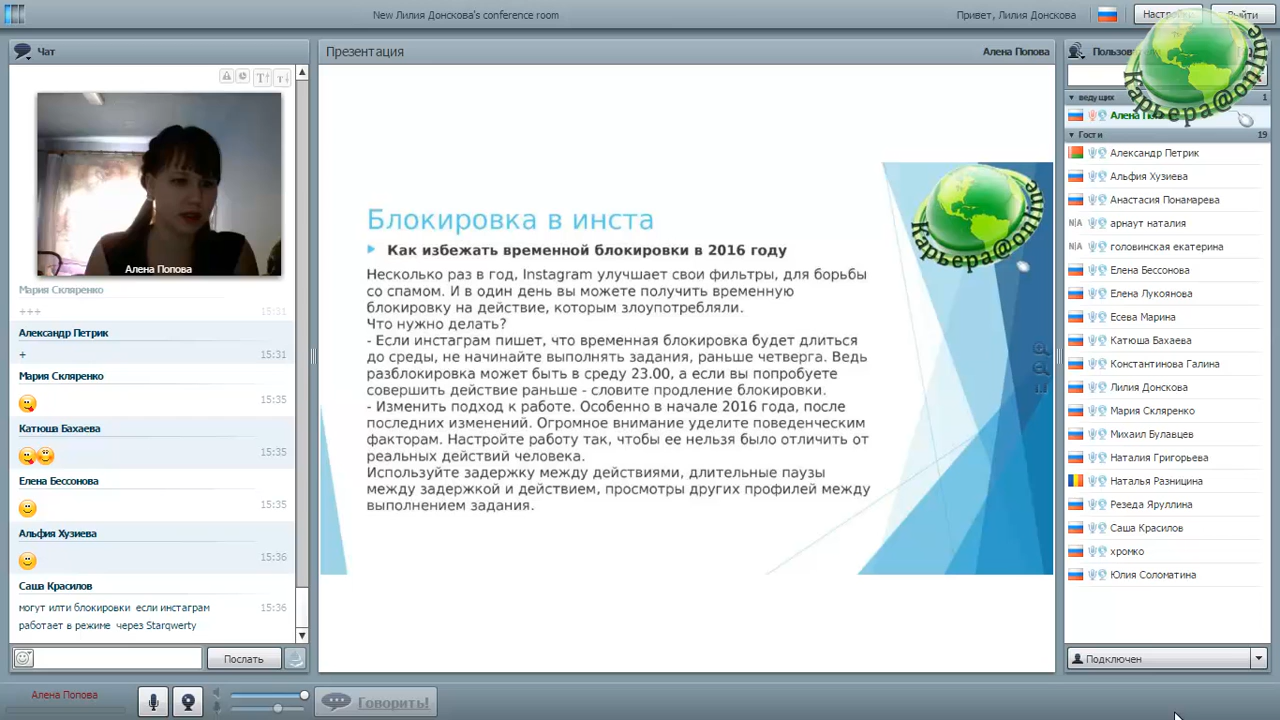 New Лилия Донскова's conference room
Привет, Лилия Донскова
Выйти
Чат
Алена Попова
Мария Скляренко
+++
15:31
Александр Петрик
+
15:31
Мария Скляренко
15:35
Катюша Бахаева
15:35
Елена Бессонова
15:35
Альфия Хузиева
15:36
Саша Красилов
могут илти блокировки если инстаграм
15:36
работает в режиме через Starqwerty
Послать
Презентация
Алена Попова
Блокировка в инста
Как избежать временной блокировки в 2016 году
Несколько раз в год, Instagram улучшает свои фильтры, для борьбы
со спамом. И в один день вы можете получить временную
блокировку на действие, которым злоупотребляли.
Что нужно делать?
- Если инстаграм пишет, что временная блокировка будет длиться
до среды, не начинайте выполнять задания, раньше четверга. Ведь
разблокировка может быть в среду 23.00, а если вы попробуете
совершить действие раньше - словите продление блокировки.
- Изменить подход к работе. Особенно в начале 2016 года, после
последних изменений. Огромное внимание уделите поведенческим
факторам. Настройте работу так, чтобы ее нельзя было отличить от
реальных действий человека.
Используйте задержку между действиями, длительные паузы
между задержкой и действием, просмотры других профилей между
выполнением задания.
Карьера@online
Карьера@online
ведущих
1
Алена
Гости
19
Александр Петрик
Альфия Хузиева
Анастасия Понамарева
N/A арнаут наталия
N/A головинская екатерина
Елена Бессонова
Елена Лукоянова
Есева Марина
Катюша Бахаева
Константинова Галина
Лилия Донскова
Мария Скляренко
Михаил Булавцев
Наталия Григорьева
Наталья Разницина
Резеда Яруллина
Саша Красилов
хромко
Юлия Соломатина
Подключен
Алена Попова
Говорить!